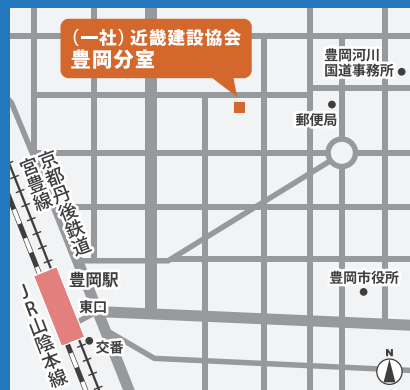 （一社）近畿建設協会
豊岡分室
豊岡河川
国道事務所
郵便局
京都丹後鉄道
宮豊線
豊岡駅
東口
豊岡市役所
交番
JR山陰本線
N